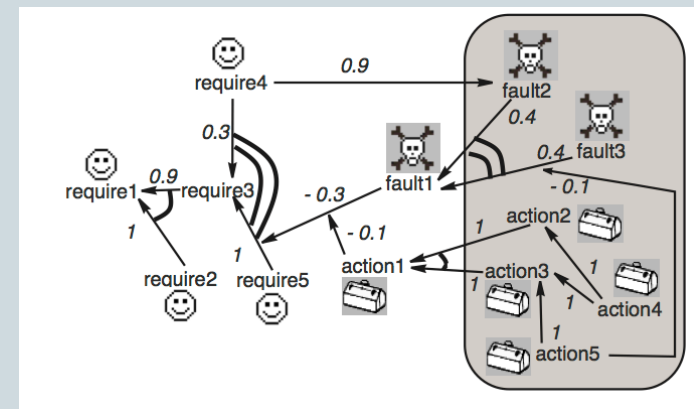 0.9
require4
fault2
0.4
fault3
0.3
0.4
fault1
- 0.1
require1
0.9
require3
- 0.3
action2
1
- 0.1
1
1
action1
action3
1
require2
require5
1
1
action4
1
action5